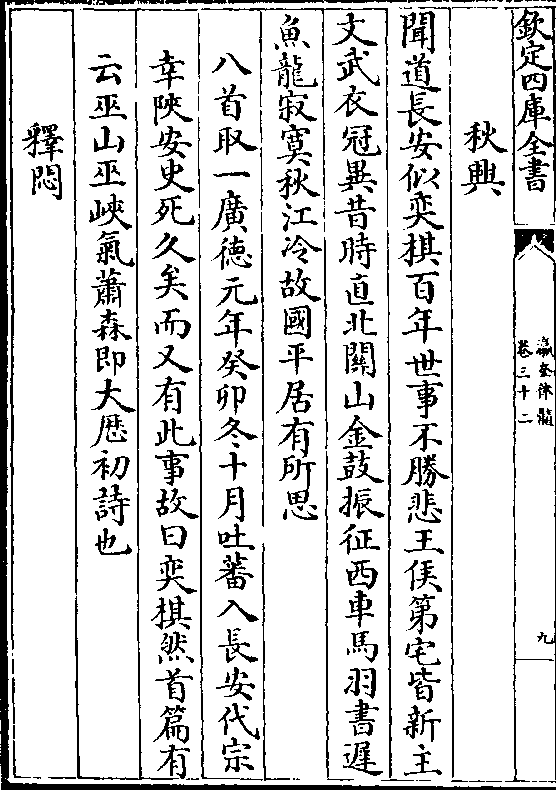 欽定四庫全書
瀛奎律髓
卷三十二
九
秋興
聞道長安似奕棋百年世事不勝悲王侯第宅皆新主
文武衣冠異昔時直北關山金鼓振征西車馬羽書遲
魚龍寂寞秋江冷故國平居有所思
八首取一廣德元年癸卯冬十月吐蕃入長安代宗
幸陜安史死久矣而又有此事故曰奕棋然首篇有
云巫山巫峽氣蕭森即大厯初詩也
釋悶